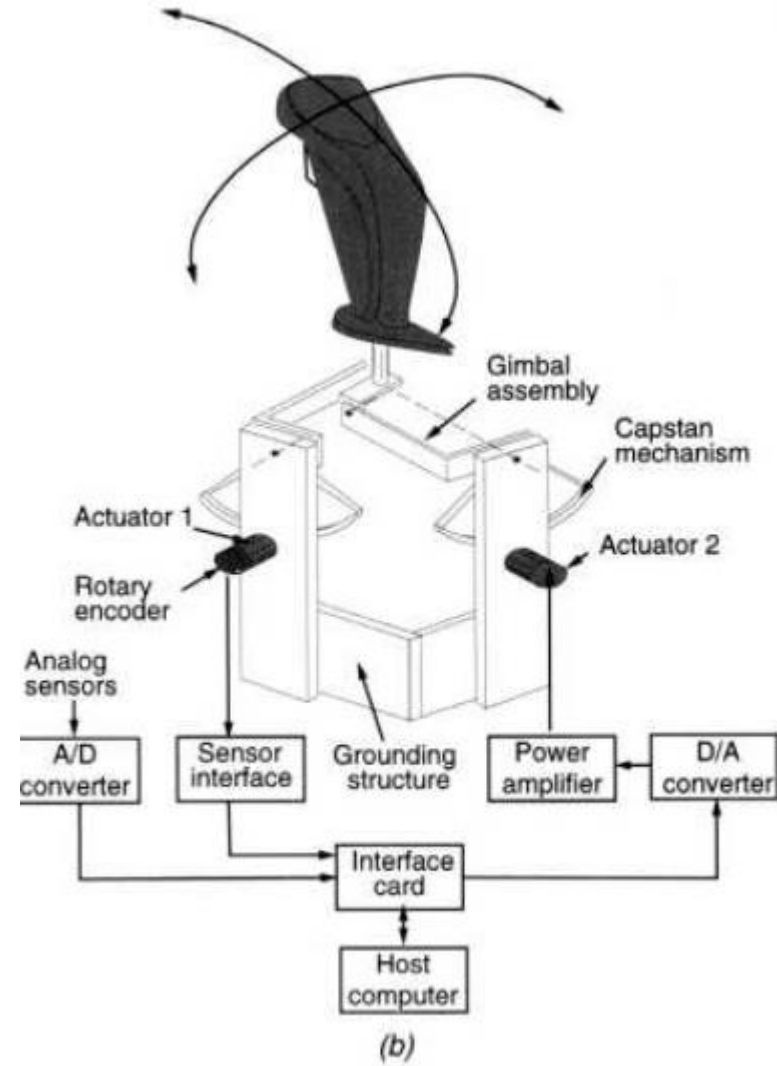 Gimbal
assembly
Capstan
mechanism
Actuator 1
Actuator 2
Rotary
encoder
Analog
sensors
A/D
converter
Sensor
interface
Grounding
structure
Power
amplifier
D/A
converter
Interface
card
Host
computer
(b)